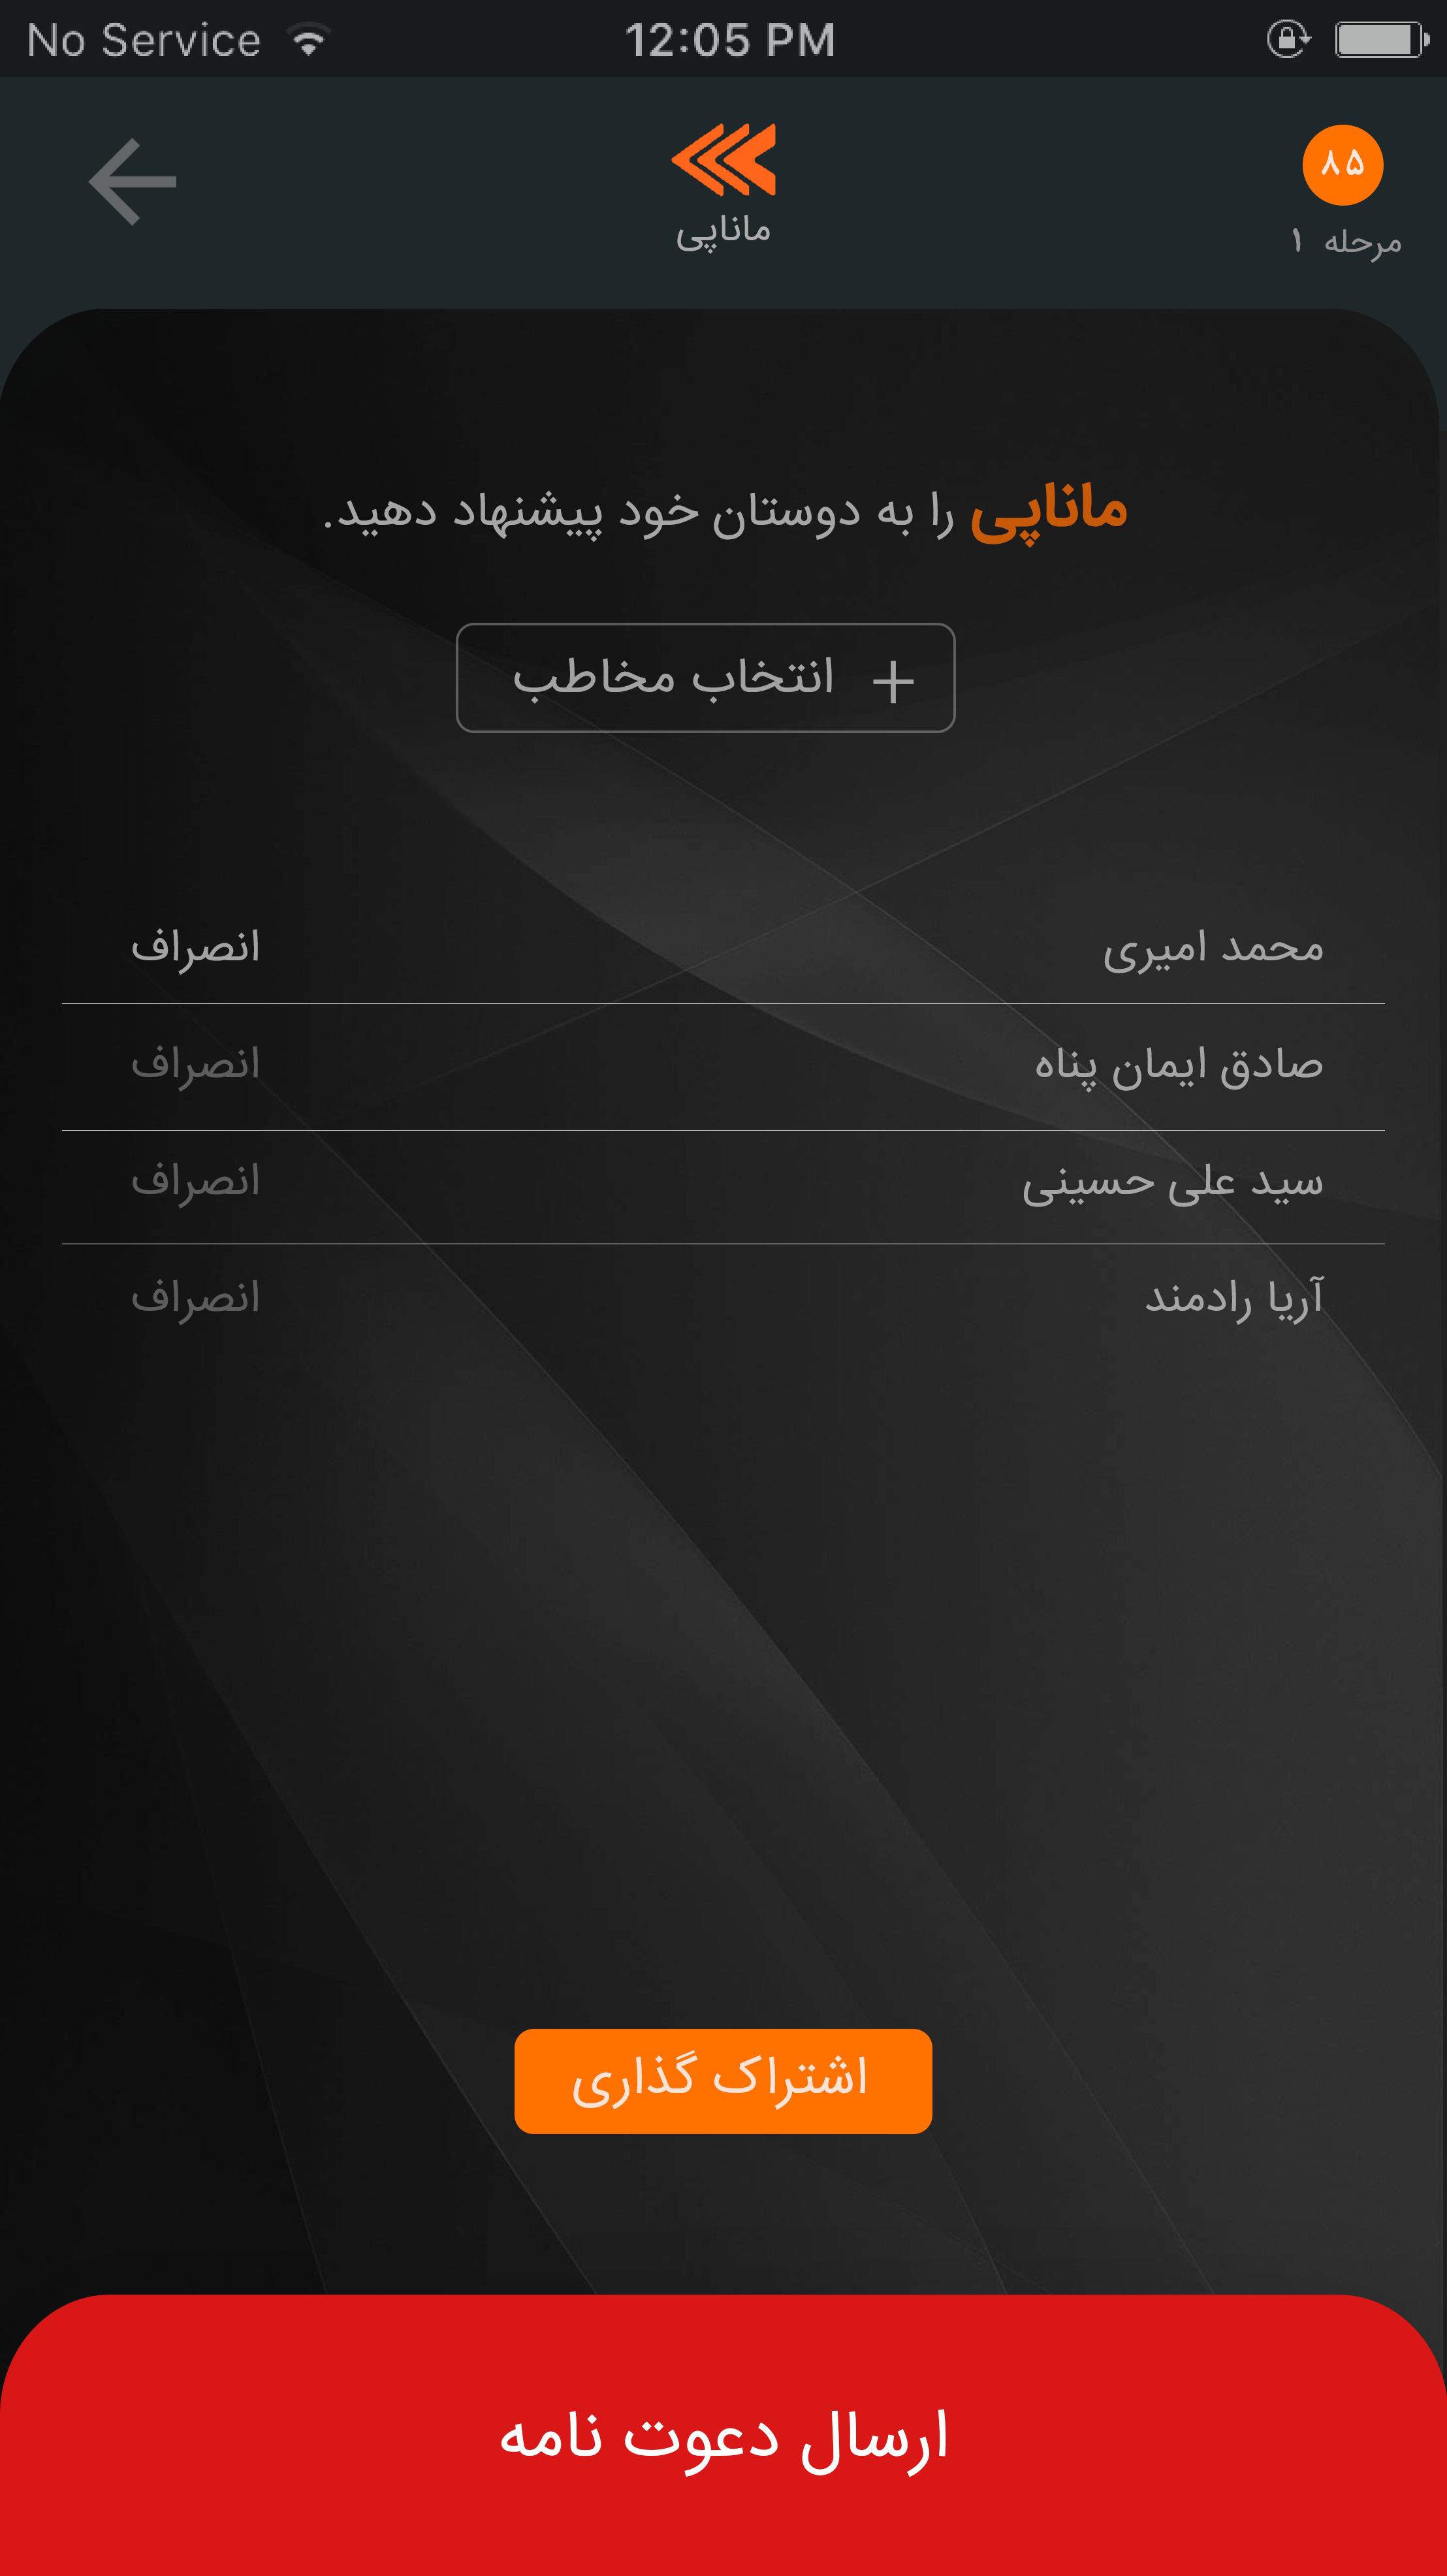 No Service 12:05 PM
۸۵
ماناپی
مرحله ۱
ماناپی را به دوستان خود پیشنهاد دهید.
+ انتخاب مخاطب
محمد امیری انصراف
صادق ایمان پناه انصراف
سید علی حسینی انصراف
آریا رادمند انصراف
اشتراک گذاری
ارسال دعوت نامه